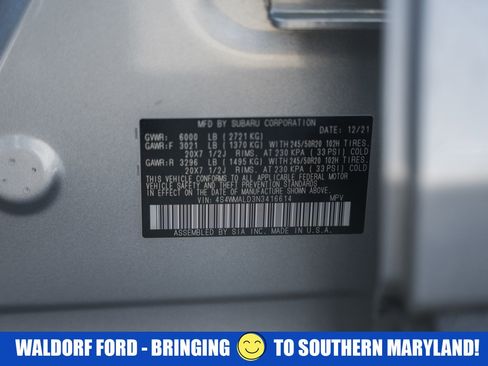 MFD BY SUBARU CORPORATION
DATE: 12/21
GVWR: 6000 LB (2721 KG)
GAWR:F 3021 LB (1370 KG) WITH 245/50R20 102H TIRES.
20X7 1/2J RIMS, AT 230 KPA (33 PSI) COLD
GAWR:R 3296 LB (1495 KG) WITH 245/50R20 102H TIRES.
20X7 1/2J RIMS, AT 230 KPA (33 PSI) COLD
THIS VEHICLE CONFORMS TO ALL APPLICABLE FEDERAL MOTOR
VEHICLE SAFETY AND THEFT PREVENTION STANDARDS
IN EFFECT ON THE DATE OF MANUFACTURE SHOWN ABOVE.
VIN: 4S4WMALD3N3416614 MPV
ASSEMBLED BY SIA INC. MADE IN U.S.A.
WALDORF FORD - BRINGING TO SOUTHERN MARYLAND!